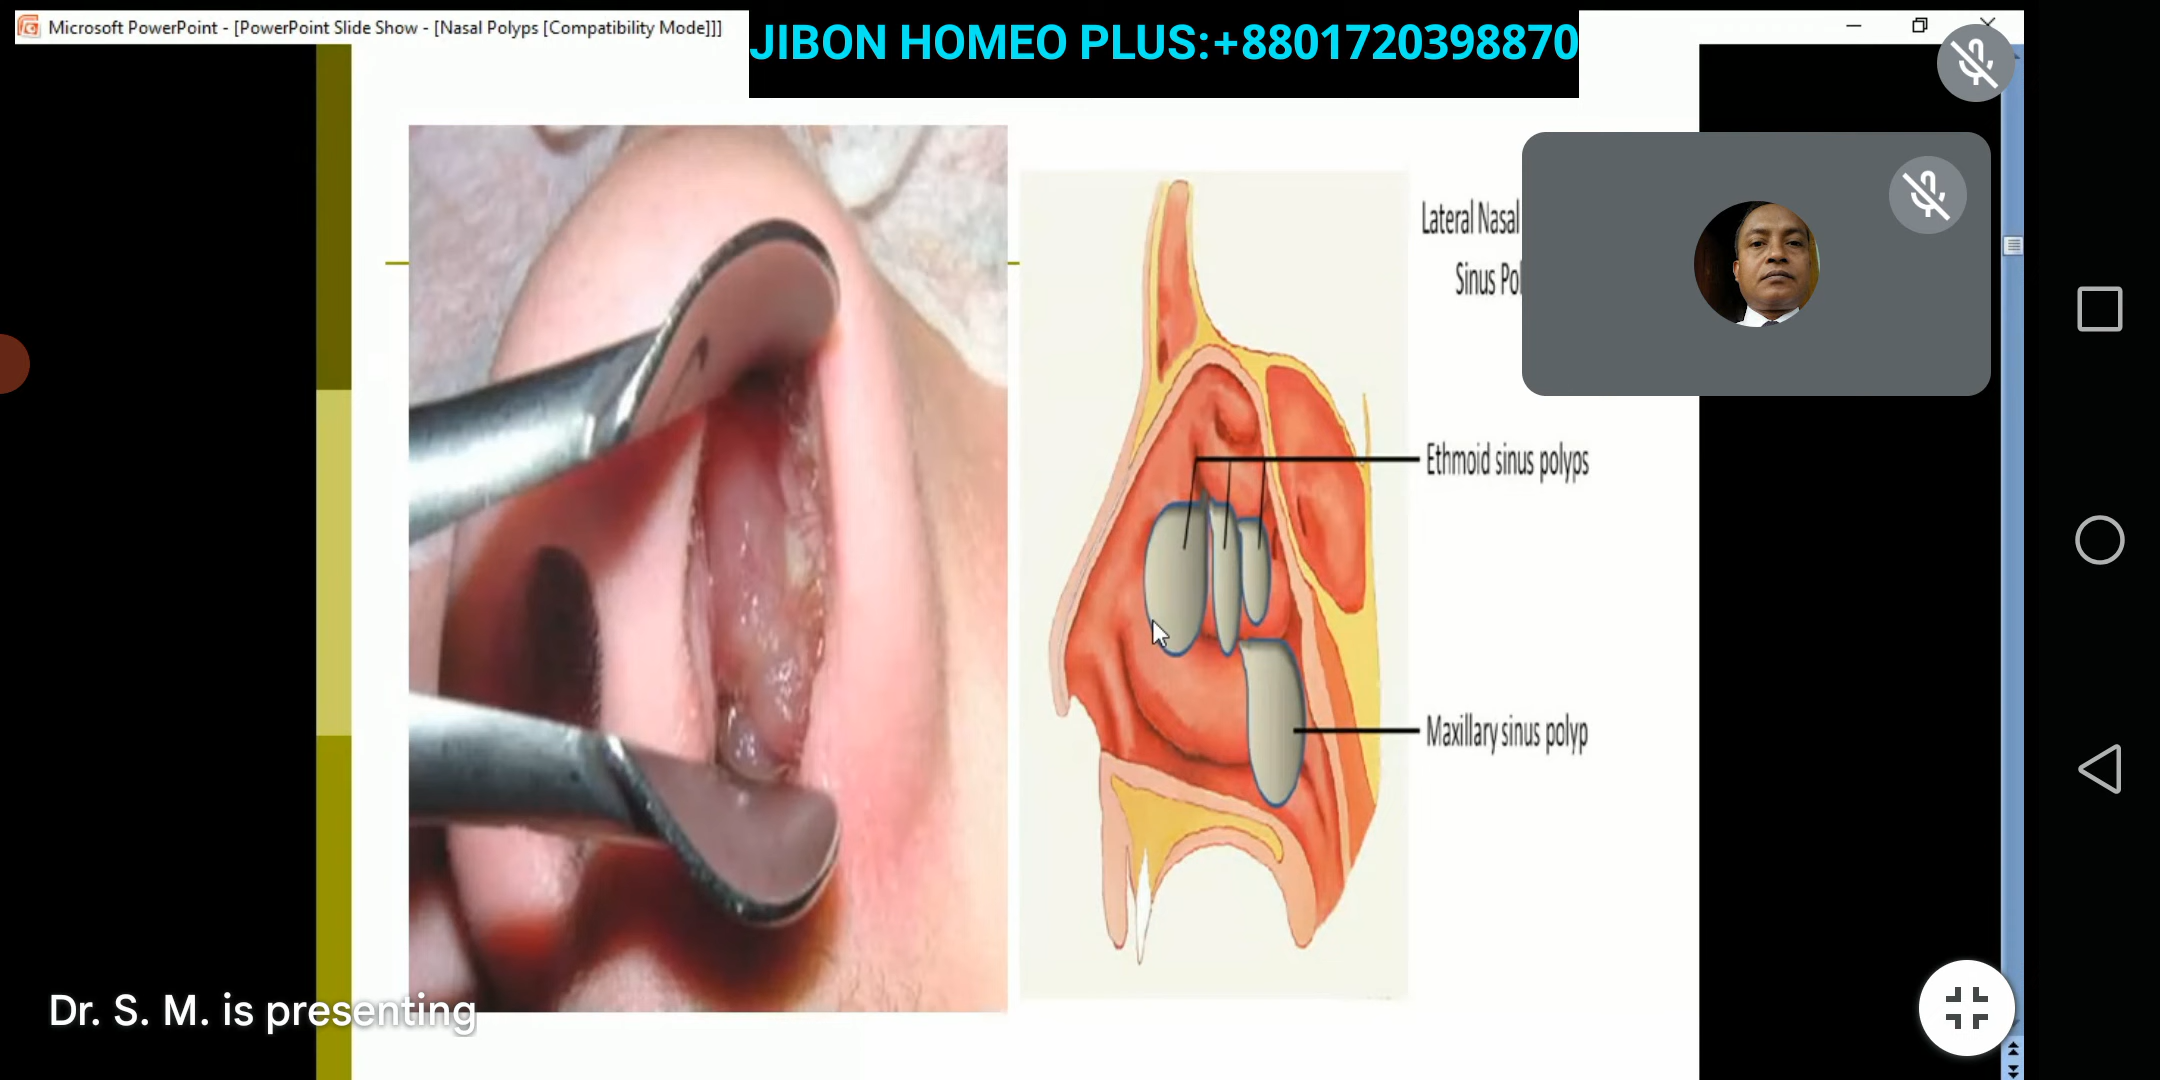 Microsoft PowerPoint - [PowerPoint Slide Show - [Nasal Polyps [Compatibility Mode]]]
JIBON HOMEO PLUS:+8801720398870
Lateral Nasal
Sinus Pol
Ethmoid sinus polyps
Maxillary sinus polyp
Dr. S. M. is presenting